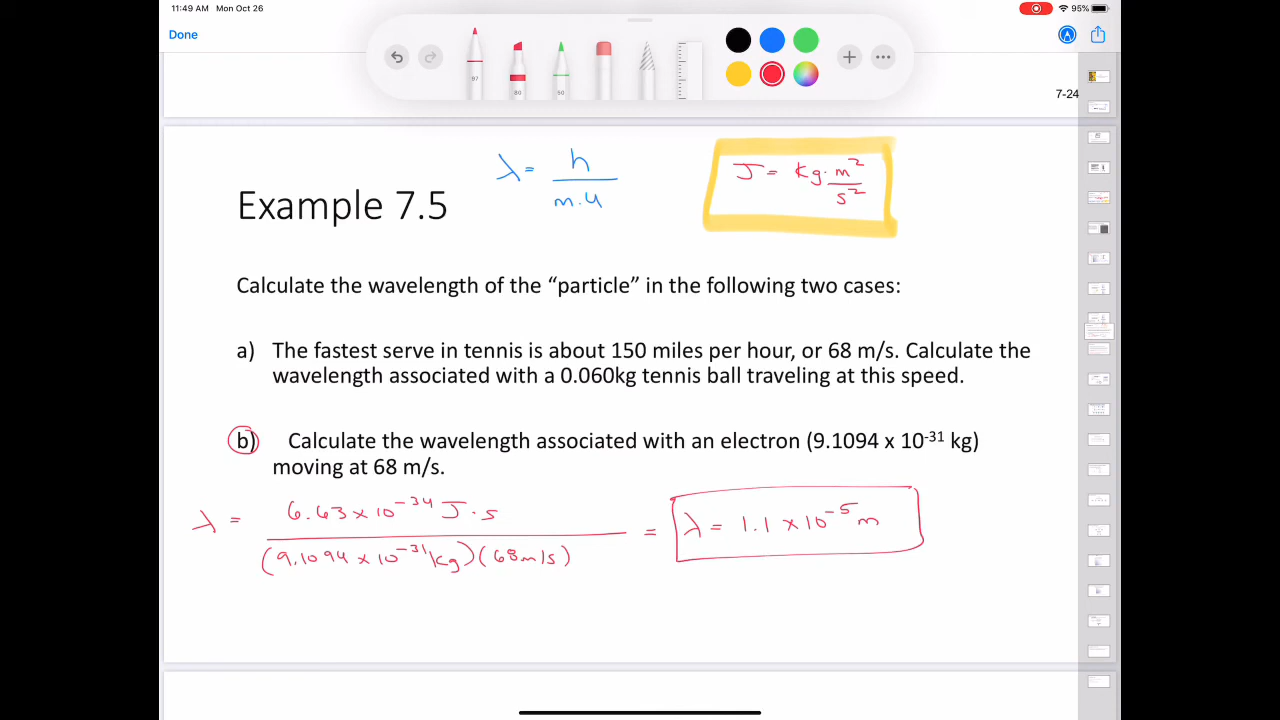 11:49 AM Mon Oct 26
95%
Done
97
80
50
7-24
λ = h / m.u
J = kg · m² / s²
Example 7.5
Calculate the wavelength of the “particle” in the following two cases:
a) The fastest serve in tennis is about 150 miles per hour, or 68 m/s. Calculate the
wavelength associated with a 0.060kg tennis ball traveling at this speed.
b) Calculate the wavelength associated with an electron (9.1094 x 10⁻³¹ kg)
moving at 68 m/s.
λ = 6.63 x 10⁻³⁴ J · s / (9.1094 x 10⁻³¹ kg)(68 m/s) = λ = 1.1 x 10⁻⁵ m